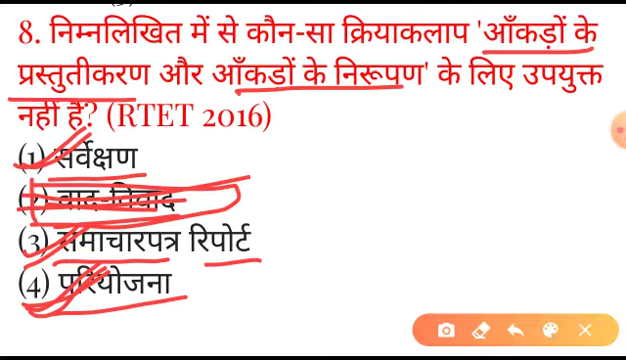 8. निम्नलिखित में से कौन-सा क्रियाकलाप 'आँकड़ों के
प्रस्तुतीकरण और आँकडों के निरूपण' के लिए उपयुक्त
नहीं है? (RTET 2016)
(1) सर्वेक्षण
(2) वाद-विवाद
(3) समाचारपत्र रिपोर्ट
(4) परियोजना